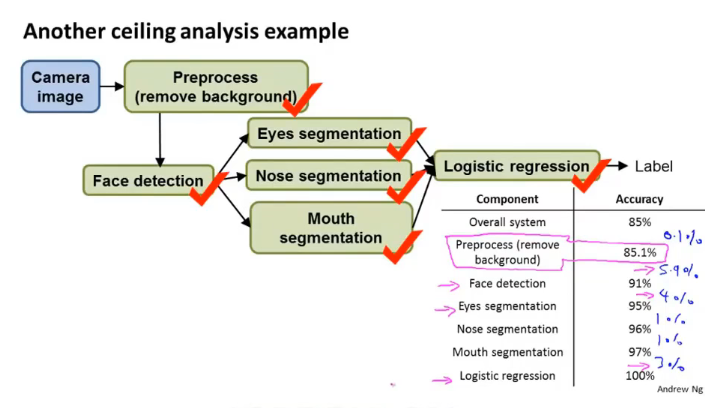 Another ceiling analysis example
Camera
image
Preprocess
(remove background)
Eyes segmentation
Face detection
Nose segmentation
Mouth
segmentation
Logistic regression
Label
Component Accuracy
Overall system 85%
0.1%
Preprocess (remove
background) 85.1%
5.9%
Face detection 91%
4%
Eyes segmentation 95%
1%
Nose segmentation 96%
1%
Mouth segmentation 97%
3%
Logistic regression 100%
Andrew Ng